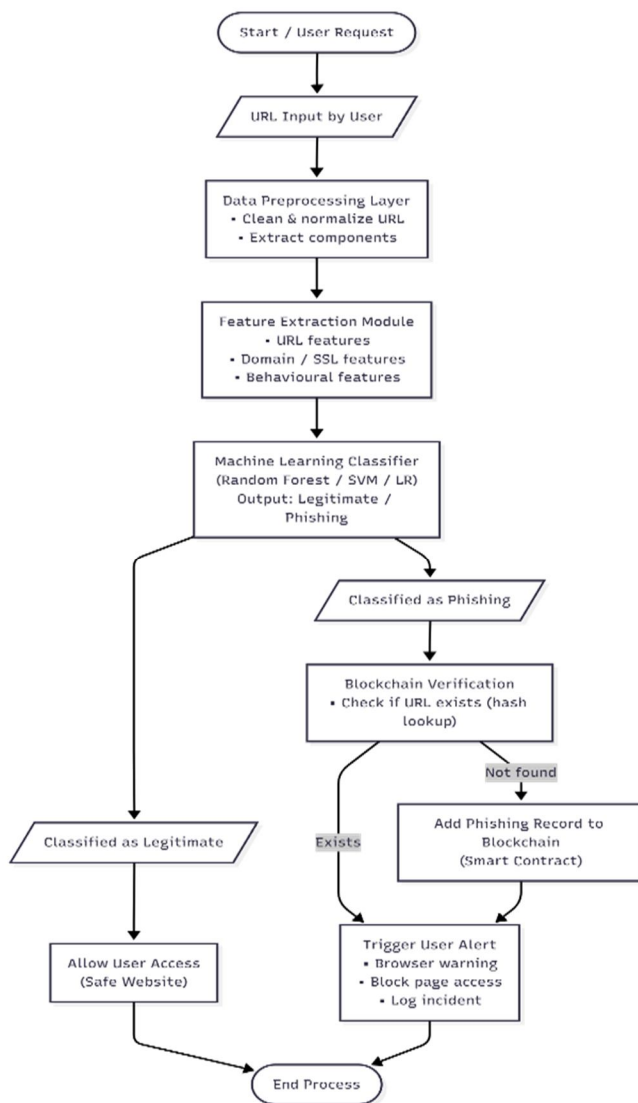 Start / User Request
URL Input by User
Data Preprocessing Layer
▪ Clean & normalize URL
▪ Extract components
Feature Extraction Module
▪ URL features
▪ Domain / SSL features
▪ Behavioural features
Machine Learning Classifier
(Random Forest / SVM / LR)
Output: Legitimate /
Phishing
Classified as Phishing
Blockchain Verification
▪ Check if URL exists (hash
lookup)
Not found
Exists
Add Phishing Record to
Blockchain
(Smart Contract)
Classified as Legitimate
Allow User Access
(Safe Website)
Trigger User Alert
▪ Browser warning
▪ Block page access
▪ Log incident
End Process